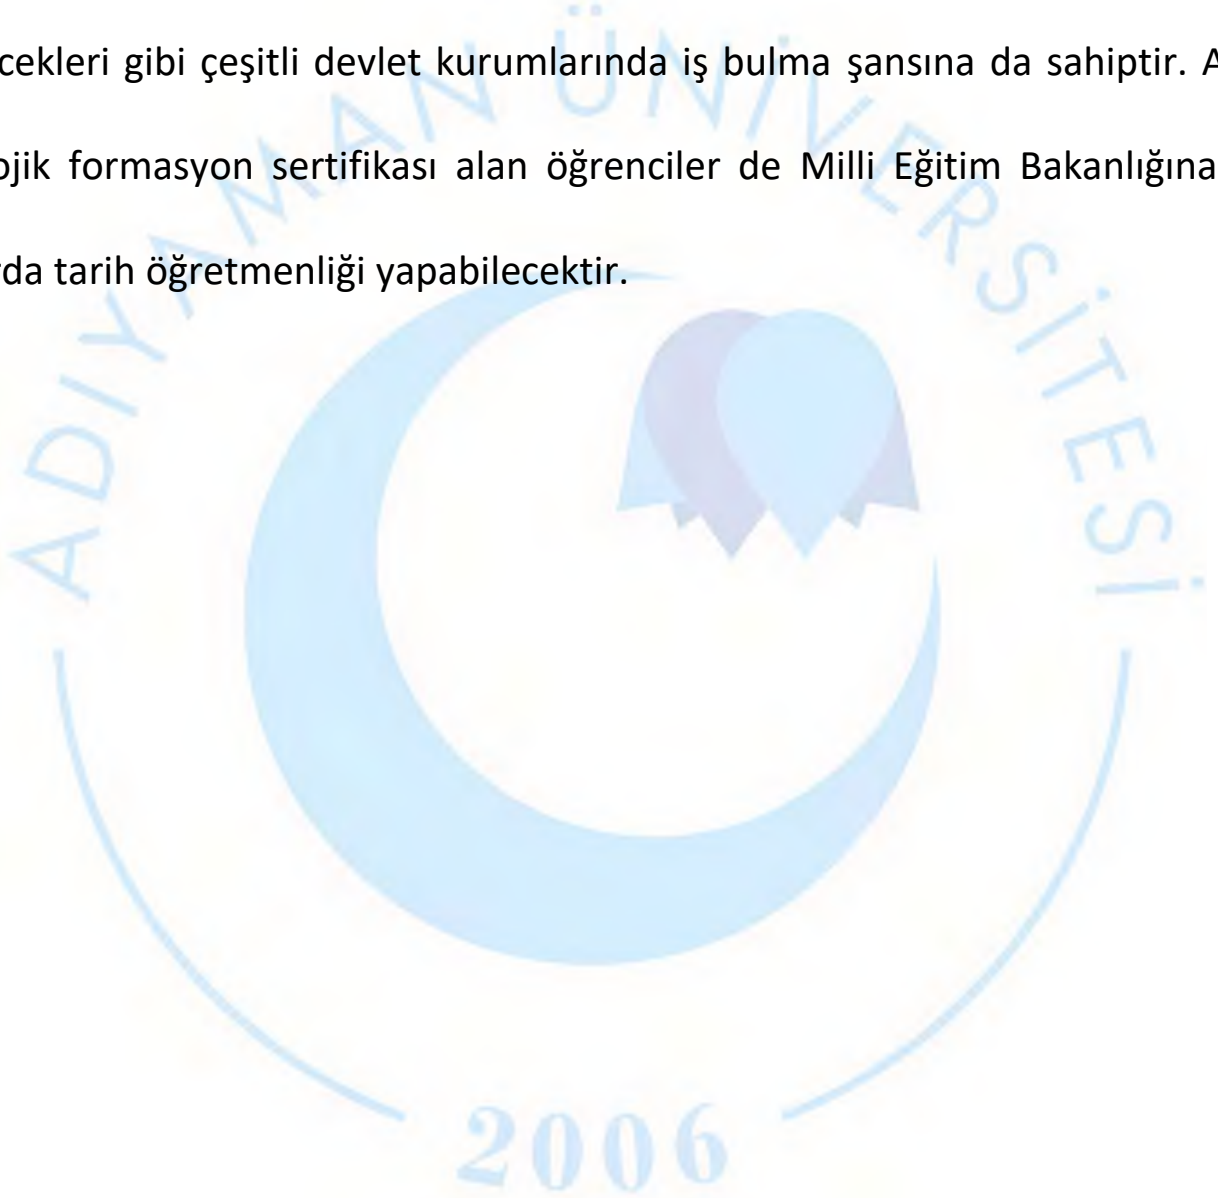 cekleri gibi çeşitli devlet kurumlarında iş bulma şansına da sahiptir. A
ojik formasyon sertifikası alan öğrenciler de Milli Eğitim Bakanlığına
rda tarih öğretmenliği yapabilecektir.
ADIYAMAN ÜNİVERSİTESİ
2006